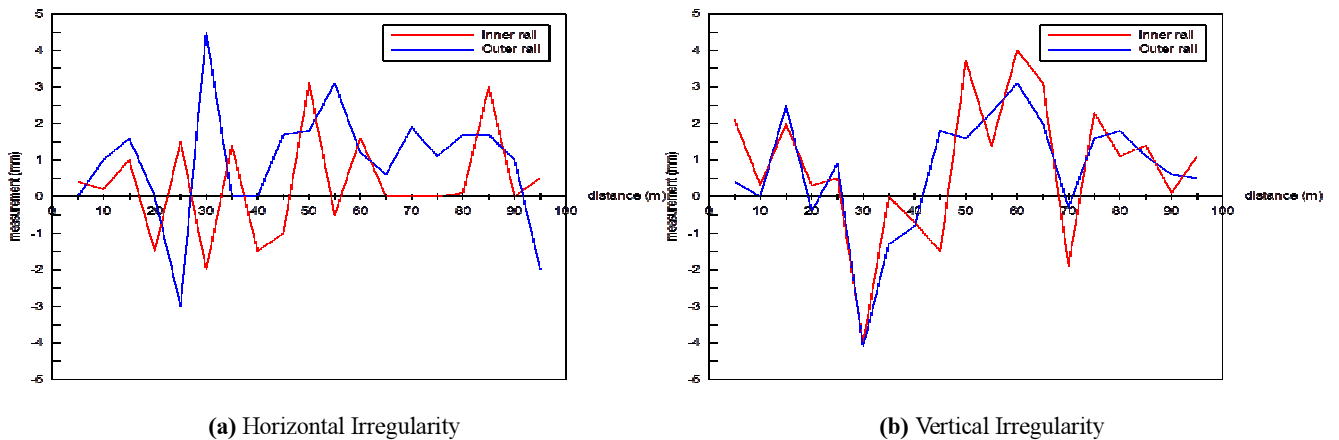 5
4
3
2
1
0
-1
-2
-3
-4
-5
measurement (mm)
0 10 20 30 40 50 60 70 80 90 100
distance (m)
Inner rail
Outer rail
(a) Horizontal Irregularity
5
4
3
2
1
0
-1
-2
-3
-4
-5
measurement (mm)
0 10 20 30 40 50 60 70 80 90 100
distance (m)
Inner rail
Outer rail
(b) Vertical Irregularity